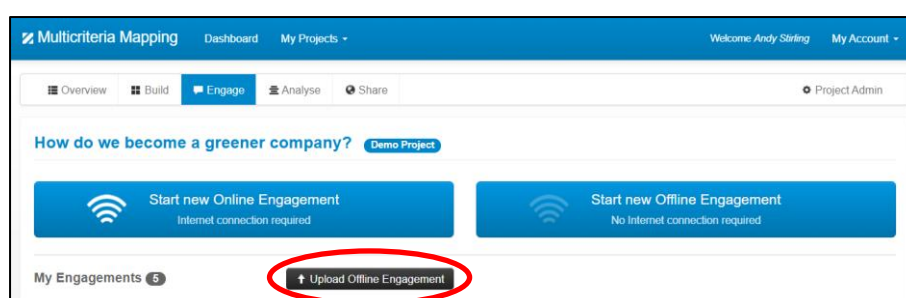 Multicriteria Mapping Dashboard My Projects Welcome Andy Stirling My Account
Overview Build Engage Analyse Share Project Admin
How do we become a greener company? Demo Project
Start new Online Engagement
Internet connection required
Start new Offline Engagement
No Internet connection required
My Engagements 5 Upload Offline Engagement